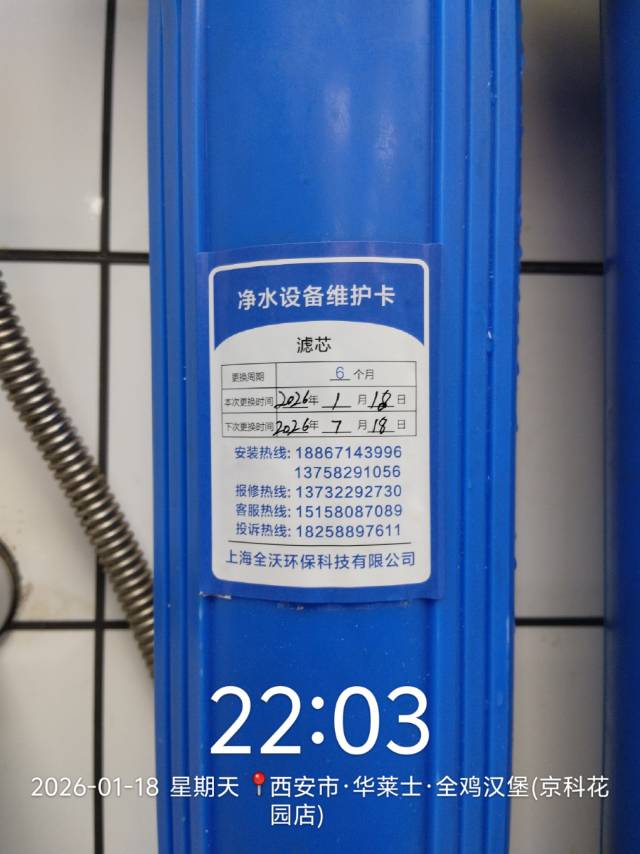 净水设备维护卡
滤芯
更换周期 6 个月
本次更换时间 2026年 1 月 18 日
下次更换时间 2026年 7 月 18 日
安装热线: 18867143996
13758291056
报修热线: 13732292730
客服热线: 15158087089
投诉热线: 18258897611
上海全沃环保科技有限公司
22:03
2026-01-18 星期天 📍西安市·华莱士·全鸡汉堡(京科花
园店)